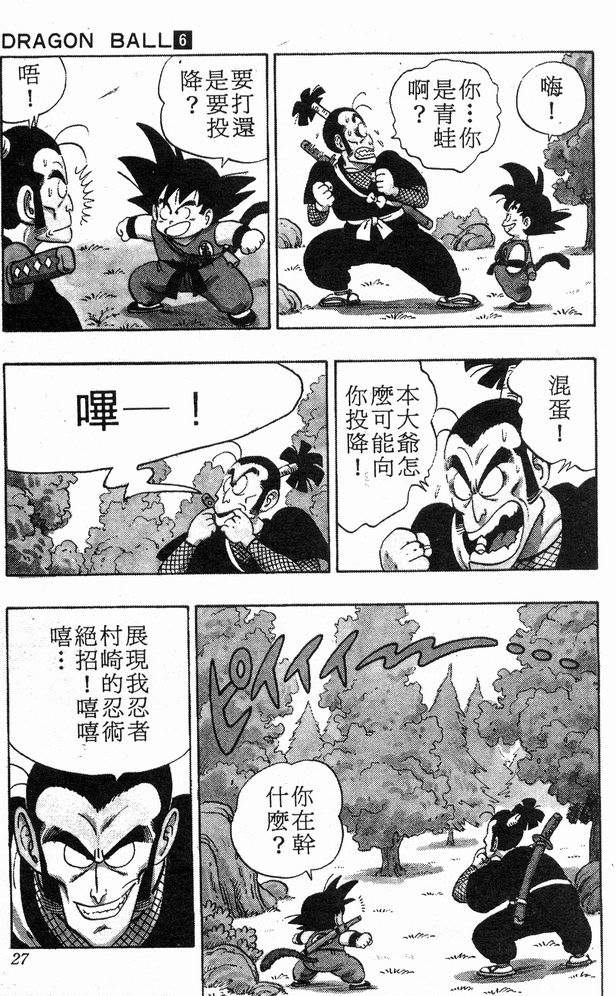 DRAGON BALL 6
嗨！
你⋯你
是青蛙
啊？
要打還
是要投
降？
唔！
混蛋！
本大爺怎
麼可能向
你投降！
嗶—！
ピィィィー〜⋯⋯
你在幹
什麼？
展現我忍者
村崎的忍術
絕招！嘻嘻
嘻⋯
27